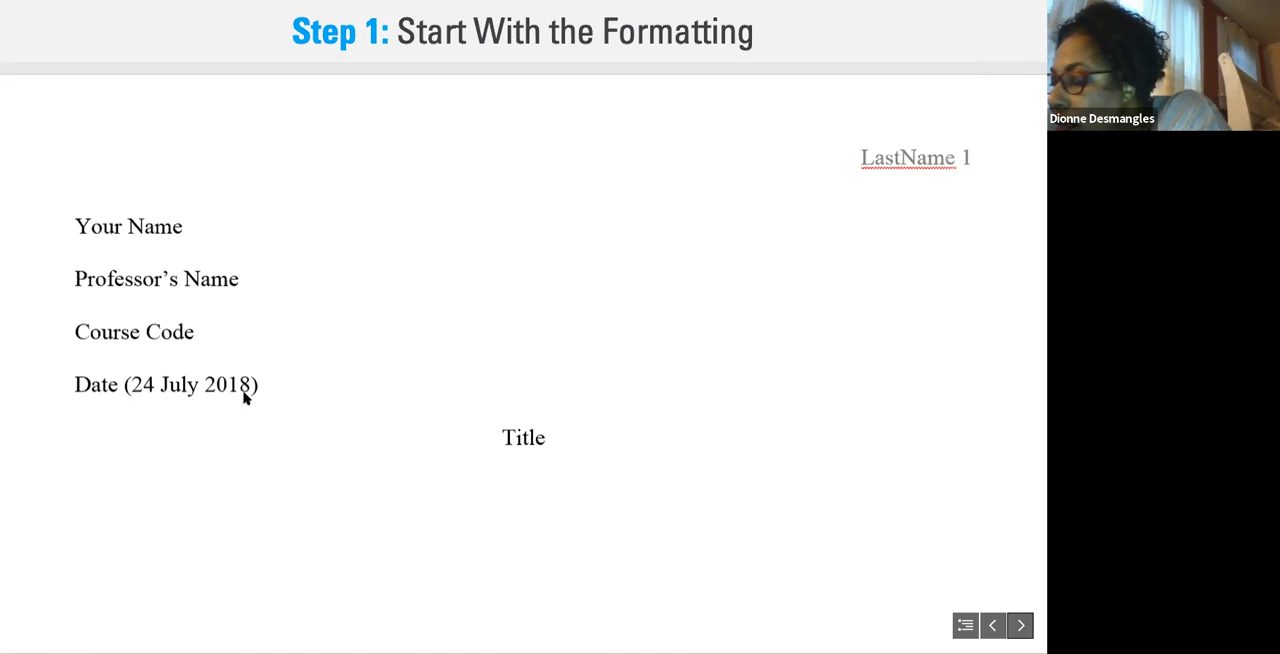 Step 1: Start With the Formatting
Dionne Desmangles
LastName 1
Your Name
Professor’s Name
Course Code
Date (24 July 2018)
Title